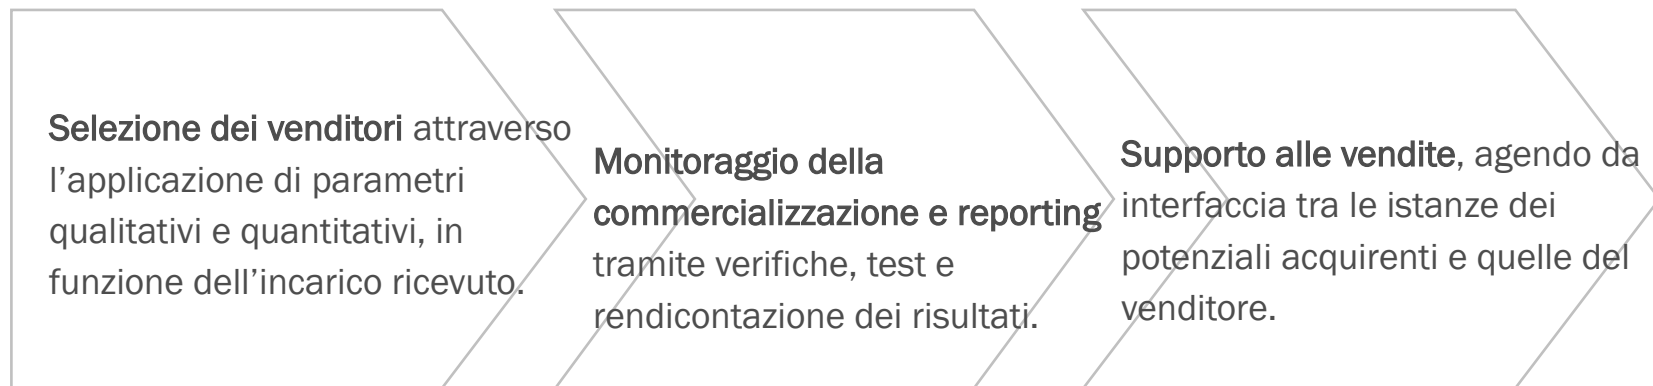 Selezione dei venditori attraverso
l’applicazione di parametri
qualitativi e quantitativi, in
funzione dell’incarico ricevuto.
Monitoraggio della
commercializzazione e reporting
tramite verifiche, test e
rendicontazione dei risultati.
Supporto alle vendite, agendo da
interfaccia tra le istanze dei
potenziali acquirenti e quelle del
venditore.